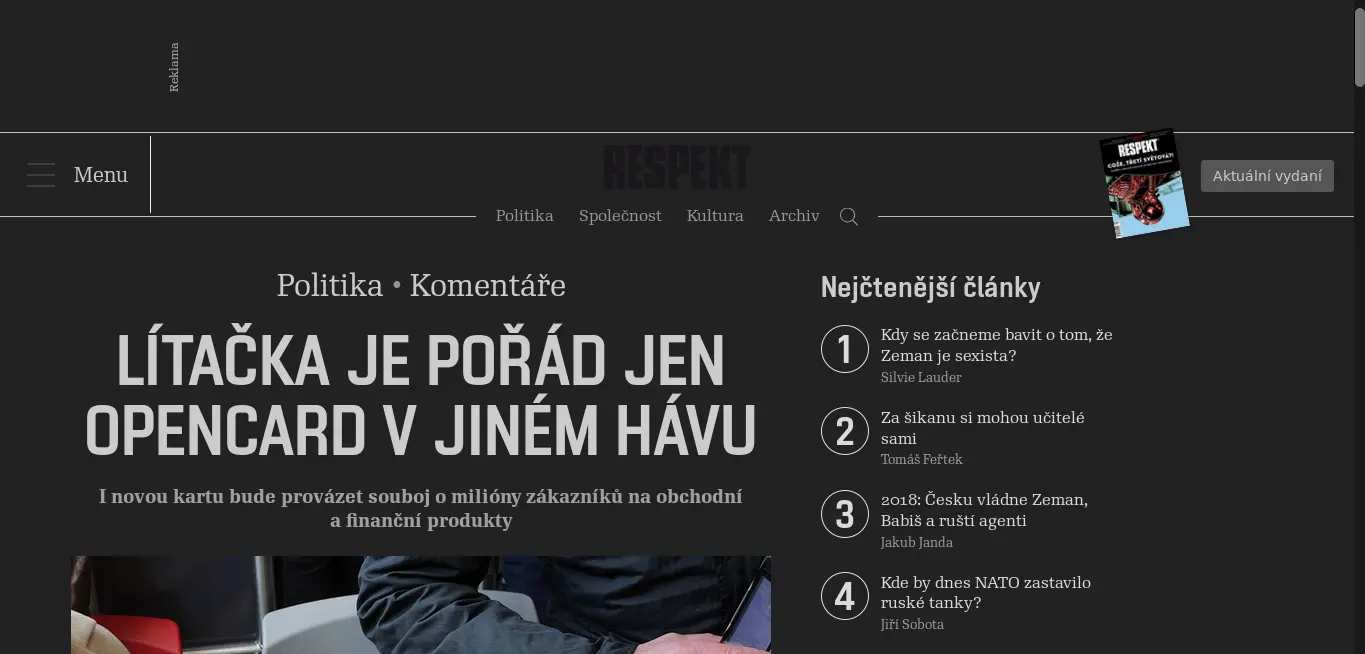 Reklama
Menu
RESPEKT
Politika
Společnost
Kultura
Archiv
RESPEKT
COŽE, TŘETÍ SVĚTOVÁ?!
Aktuální vydaní
Politika • Komentáře
LÍTAČKA JE POŘÁD JEN
OPENCARD V JINÉM HÁVU
I novou kartu bude provázet souboj o milióny zákazníků na obchodní
a finanční produkty
Nejčtenější články
1
Kdy se začneme bavit o tom, že
Zeman je sexista?
Silvie Lauder
2
Za šikanu si mohou učitelé
sami
Tomáš Feřtek
3
2018: Česku vládne Zeman,
Babiš a ruští agenti
Jakub Janda
4
Kde by dnes NATO zastavilo
ruské tanky?
Jiří Sobota